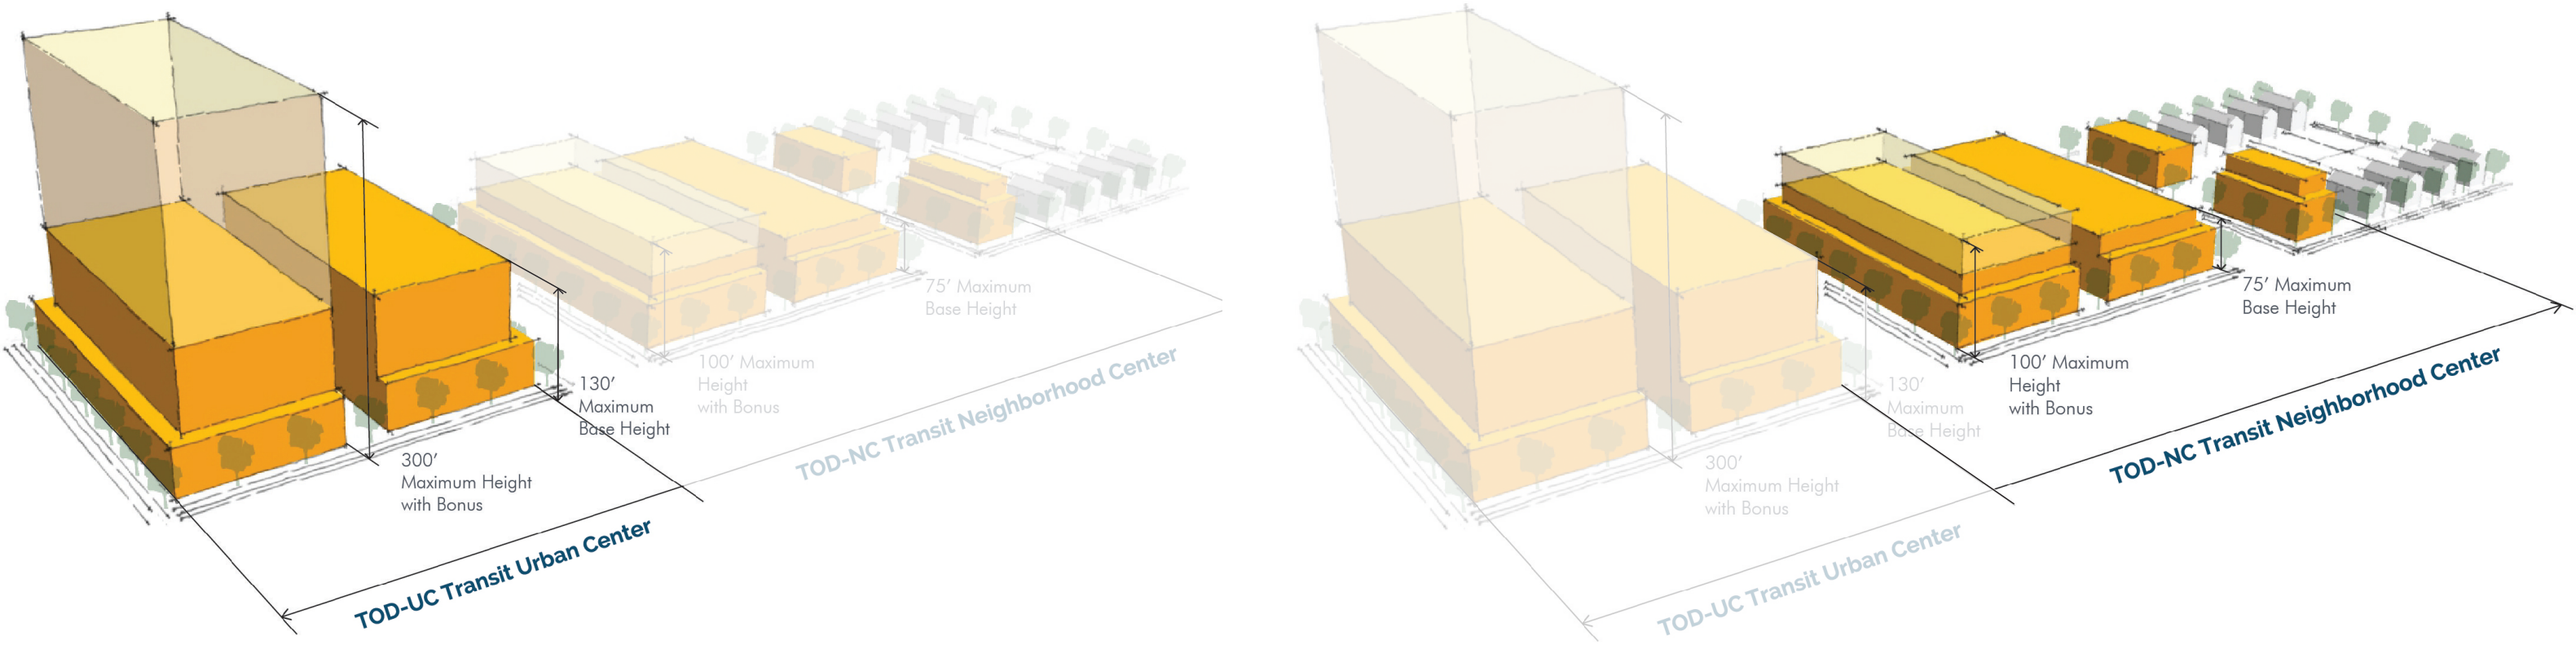 130’
Maximum
Base Height
300’
Maximum Height
with Bonus
75’ Maximum
Base Height
100’ Maximum
Height
with Bonus
TOD-UC Transit Urban Center
TOD-NC Transit Neighborhood Center
130’
Maximum
Base Height
300’
Maximum Height
with Bonus
75’ Maximum
Base Height
100’ Maximum
Height
with Bonus
TOD-UC Transit Urban Center
TOD-NC Transit Neighborhood Center